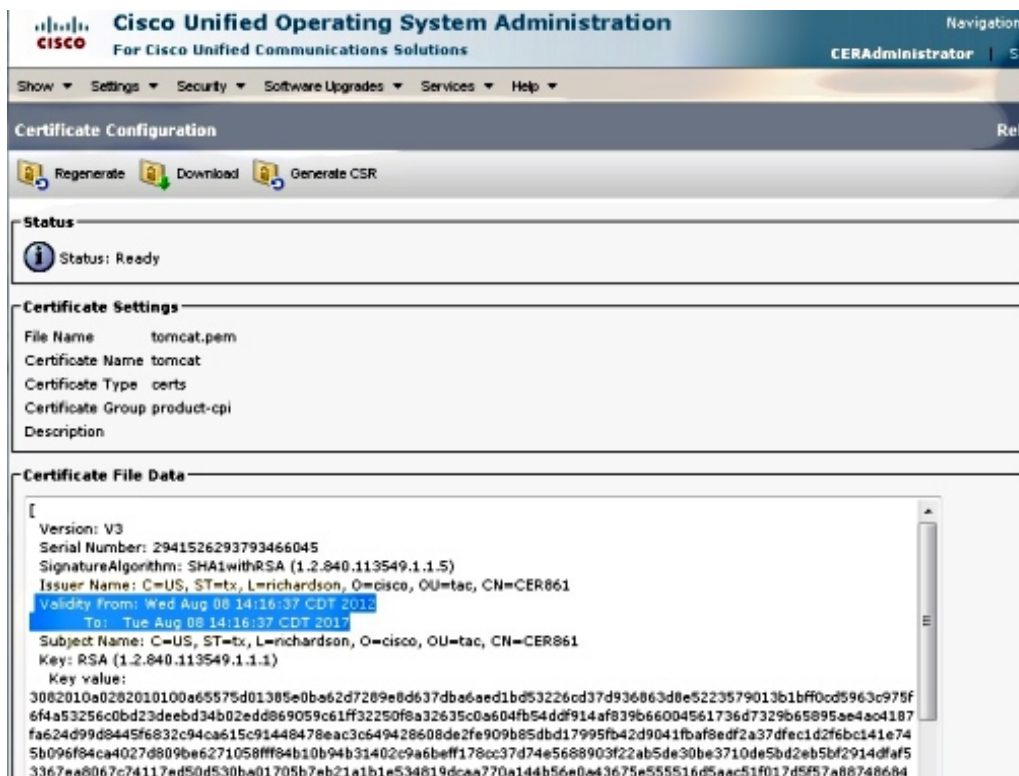 Cisco Unified Operating System Administration
Navigation
CISCO
For Cisco Unified Communications Solutions
CERAdministrator | S
Show Settings Security Software Upgrades Services Help
Certificate Configuration
Rel
Regenerate Download Generate CSR
Status
Status: Ready
Certificate Settings
File Name tomcat.pem
Certificate Name tomcat
Certificate Type certs
Certificate Group product-cpi
Description
Certificate File Data
[
Version: V3
Serial Number: 2941526293793466045
SignatureAlgorithm: SHA1withRSA (1.2.840.113549.1.1.5)
Issuer Name: C=US, ST=tx, L=richardson, O=cisco, OU=tac, CN=CER861
Validity From: Wed Aug 08 14:16:37 CDT 2012
To: Tue Aug 08 14:16:37 CDT 2017
Subject Name: C=US, ST=tx, L=richardson, O=cisco, OU=tac, CN=CER861
Key: RSA (1.2.840.113549.1.1.1)
Key value: